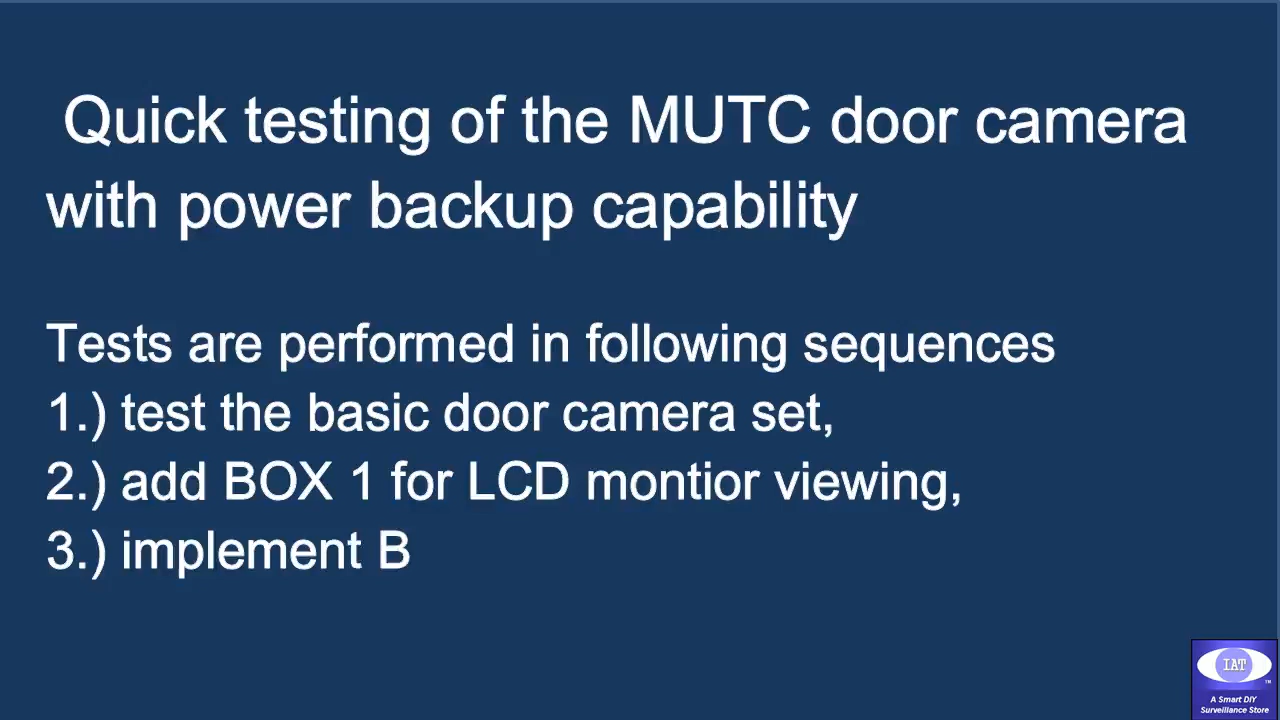 Quick testing of the MUTC door camera
with power backup capability
Tests are performed in following sequences
1.) test the basic door camera set,
2.) add BOX 1 for LCD montior viewing,
3.) implement B
IAT
TM
A Smart DIY
Surveillance Store